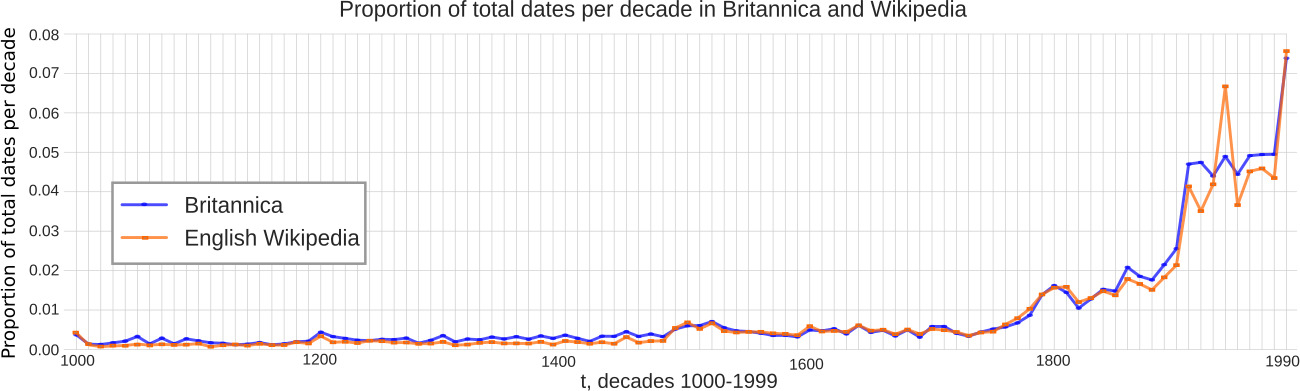 Proportion of total dates per decade in Britannica and Wikipedia
Proportion of total dates per decade
0.08
0.07
0.06
0.05
0.04
0.03
0.02
0.01
0.00
Britannica
English Wikipedia
1000 1200 1400 1600 1800 1990
t, decades 1000-1999